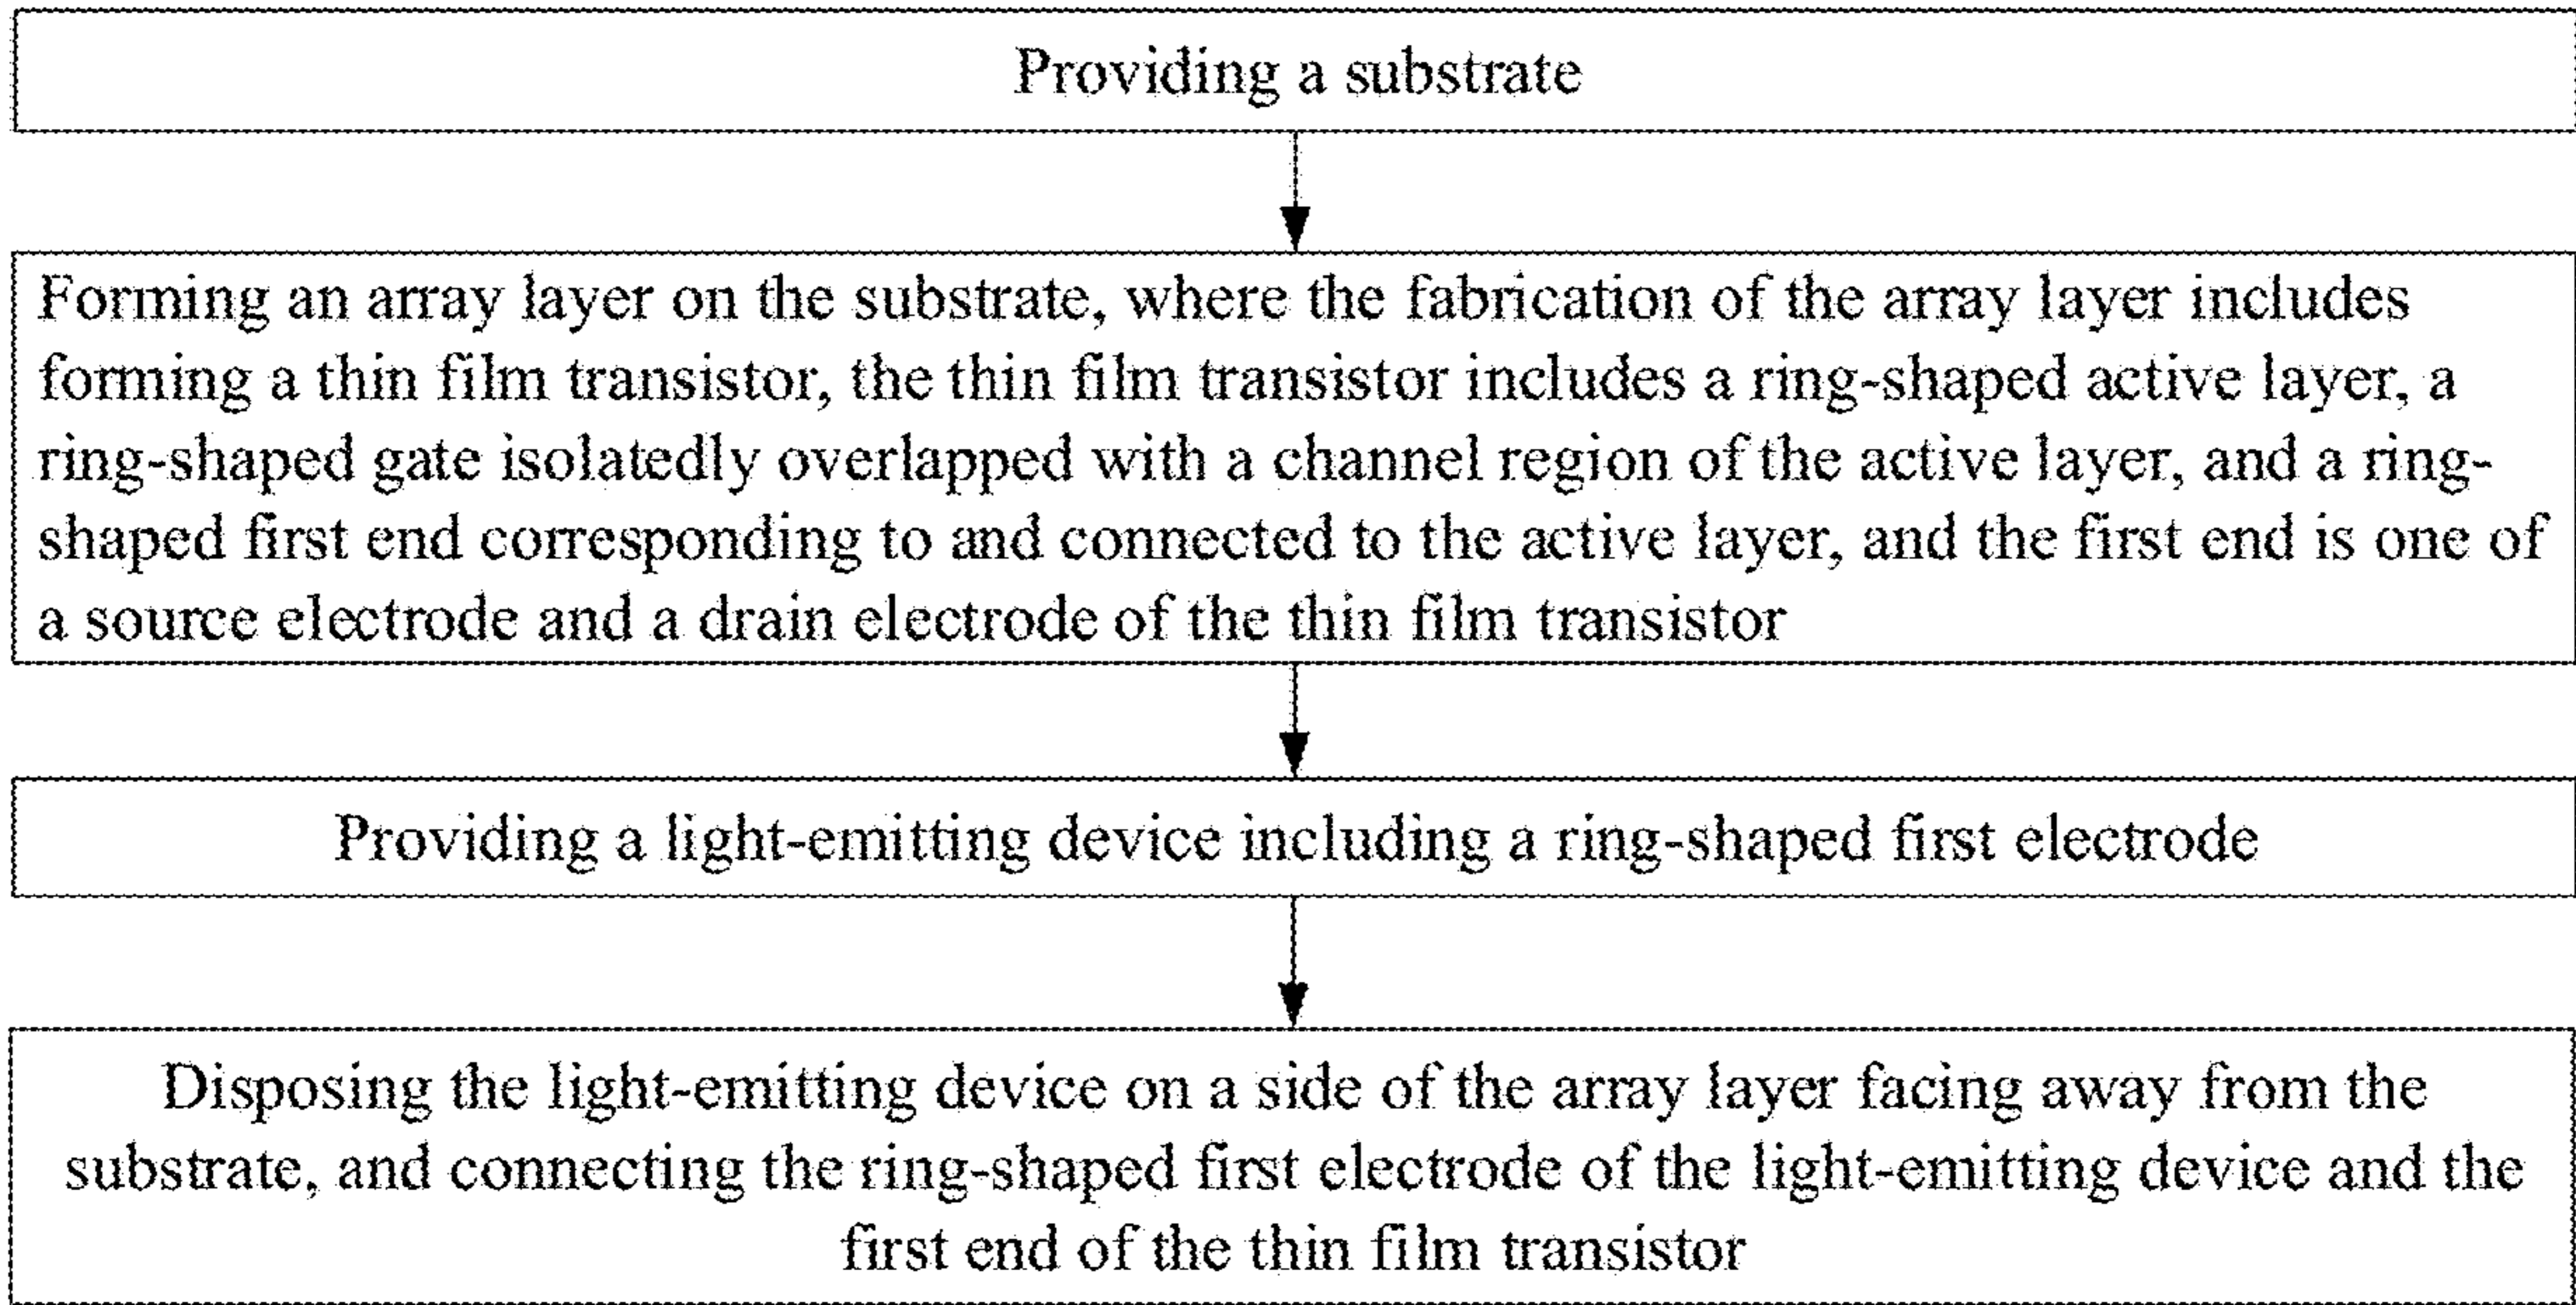 Providing a substrate
Forming an array layer on the substrate, where the fabrication of the array layer includes
forming a thin film transistor, the thin film transistor includes a ring-shaped active layer, a
ring-shaped gate isolatedly overlapped with a channel region of the active layer, and a ring-
shaped first end corresponding to and connected to the active layer, and the first end is one of
a source electrode and a drain electrode of the thin film transistor
Providing a light-emitting device including a ring-shaped first electrode
Disposing the light-emitting device on a side of the array layer facing away from the
substrate, and connecting the ring-shaped first electrode of the light-emitting device and the
first end of the thin film transistor